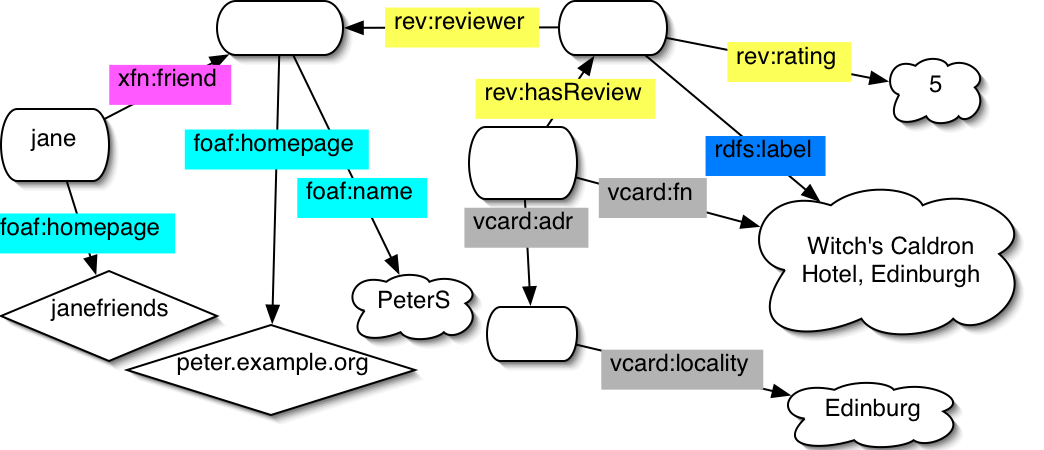 rev:reviewer
rev:rating
xfn:friend
5
rev:hasReview
jane
foaf:homepage
rdfs:label
foaf:name
vcard:fn
vcard:adr
foaf:homepage
Witch's Caldron
Hotel, Edinburgh
janefriends
PeterS
peter.example.org
vcard:locality
Edinburg